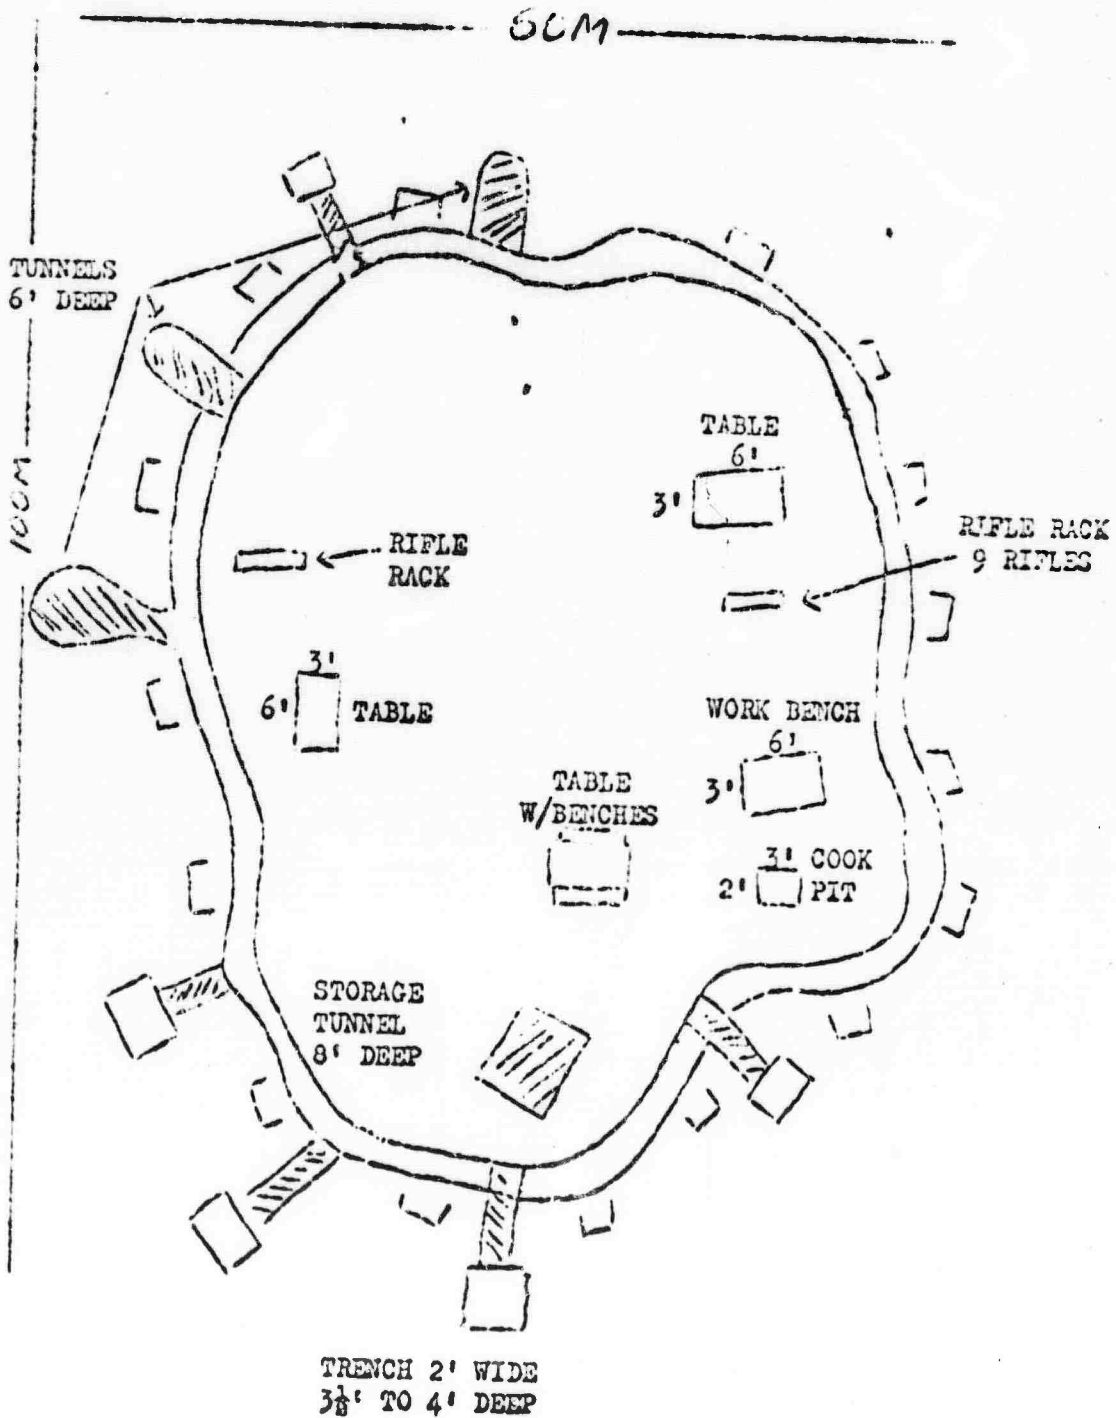 TUNNELS
6' DEEP
100M
TABLE
6'
3'
RIFLE
RACK
RIFLE RACK
9 RIFLES
3'
6' TABLE
WORK BENCH
6'
3'
TABLE
W/BENCHES
3' COOK
2' PIT
STORAGE
TUNNEL
8' DEEP
TRENCH 2' WIDE
3½' TO 4' DEEP